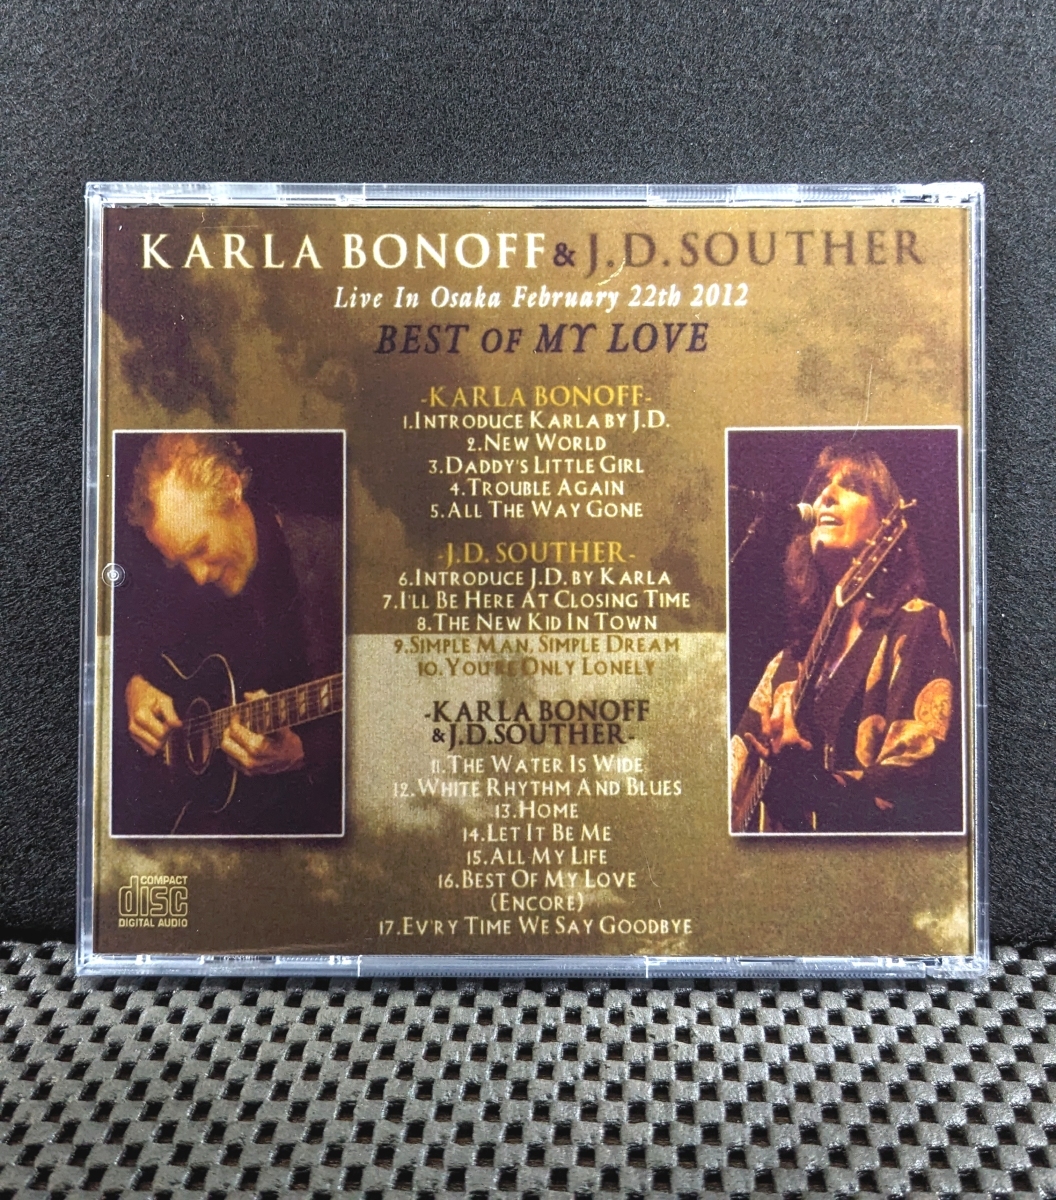 KARLA BONOFF & J.D. SOUTHER
Live In Osaka February 22th 2012
BEST OF MY LOVE
-KARLA BONOFF-
1.INTRODUCE KARLA BY J.D.
2.NEW WORLD
3.DADDY'S LITTLE GIRL
4.TROUBLE AGAIN
5.ALL THE WAY GONE
-J.D. SOUTHER-
6.INTRODUCE J.D. BY KARLA
7.I'LL BE HERE AT CLOSING TIME
8.THE NEW KID IN TOWN
9.SIMPLE MAN, SIMPLE DREAM
10.YOU'RE ONLY LONELY
-KARLA BONOFF
&J.D.SOUTHER-
11.THE WATER IS WIDE
12.WHITE RHYTHM AND BLUES
13.HOME
14.LET IT BE ME
15.ALL MY LIFE
16.BEST OF MY LOVE
(ENCORE)
17.EV'RY TIME WE SAY GOODBYE
COMPACT
disc
DIGITAL AUDIO